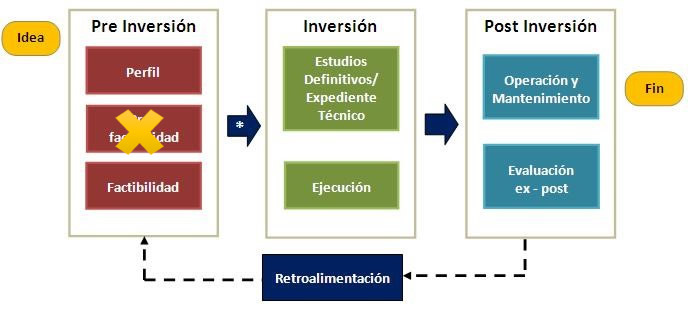 Idea
Pre Inversión
Perfil
factibilidad
Factibilidad
*
Inversión
Estudios
Definitivos/
Expediente
Técnico
Ejecución
Post Inversión
Operación y
Mantenimiento
Evaluación
ex - post
Fin
Retroalimentación